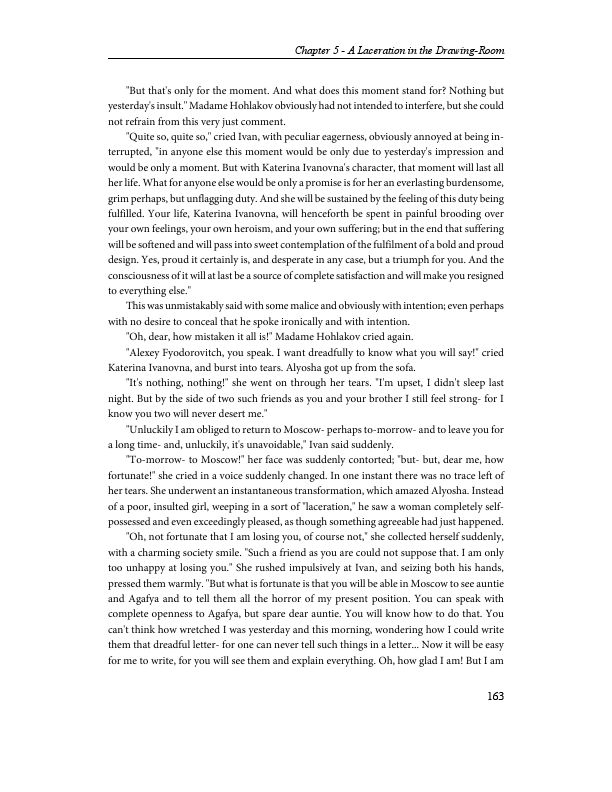 Chapter 5 - A Laceration in the Drawing-Room
"But that's only for the moment. And what does this moment stand for? Nothing but
yesterday's insult." Madame Hohlakov obviously had not intended to interfere, but she could
not refrain from this very just comment.
"Quite so, quite so," cried Ivan, with peculiar eagerness, obviously annoyed at being in-
terrupted, "in anyone else this moment would be only due to yesterday's impression and
would be only a moment. But with Katerina Ivanovna's character, that moment will last all
her life. What for anyone else would be only a promise is for her an everlasting burdensome,
grim perhaps, but unflagging duty. And she will be sustained by the feeling of this duty being
fulfilled. Your life, Katerina Ivanovna, will henceforth be spent in painful brooding over
your own feelings, your own heroism, and your own suffering; but in the end that suffering
will be softened and will pass into sweet contemplation of the fulfilment of a bold and proud
design. Yes, proud it certainly is, and desperate in any case, but a triumph for you. And the
consciousness of it will at last be a source of complete satisfaction and will make you resigned
to everything else."
This was unmistakably said with some malice and obviously with intention; even perhaps
with no desire to conceal that he spoke ironically and with intention.
"Oh, dear, how mistaken it all is!" Madame Hohlakov cried again.
"Alexey Fyodorovitch, you speak. I want dreadfully to know what you will say!" cried
Katerina Ivanovna, and burst into tears. Alyosha got up from the sofa.
"It's nothing, nothing!" she went on through her tears. "I'm upset, I didn't sleep last
night. But by the side of two such friends as you and your brother I still feel strong- for I
know you two will never desert me."
"Unluckily I am obliged to return to Moscow- perhaps to-morrow- and to leave you for
a long time- and, unluckily, it's unavoidable," Ivan said suddenly.
"To-morrow- to Moscow!" her face was suddenly contorted; "but- but, dear me, how
fortunate!" she cried in a voice suddenly changed. In one instant there was no trace left of
her tears. She underwent an instantaneous transformation, which amazed Alyosha. Instead
of a poor, insulted girl, weeping in a sort of "laceration," he saw a woman completely self-
possessed and even exceedingly pleased, as though something agreeable had just happened.
"Oh, not fortunate that I am losing you, of course not," she collected herself suddenly,
with a charming society smile. "Such a friend as you are could not suppose that. I am only
too unhappy at losing you." She rushed impulsively at Ivan, and seizing both his hands,
pressed them warmly. "But what is fortunate is that you will be able in Moscow to see auntie
and Agafya and to tell them all the horror of my present position. You can speak with
complete openness to Agafya, but spare dear auntie. You will know how to do that. You
can't think how wretched I was yesterday and this morning, wondering how I could write
them that dreadful letter- for one can never tell such things in a letter... Now it will be easy
for me to write, for you will see them and explain everything. Oh, how glad I am! But I am
163